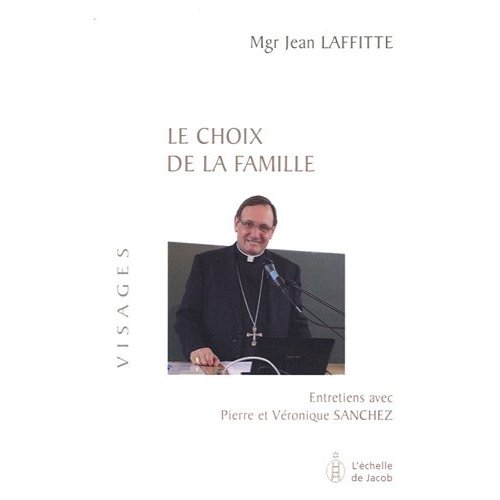 Mgr Jean LAFFITTE
LE CHOIX
DE LA FAMILLE
VISAGES
Entretiens avec
Pierre et Véronique SANCHEZ
L'échelle
de Jacob